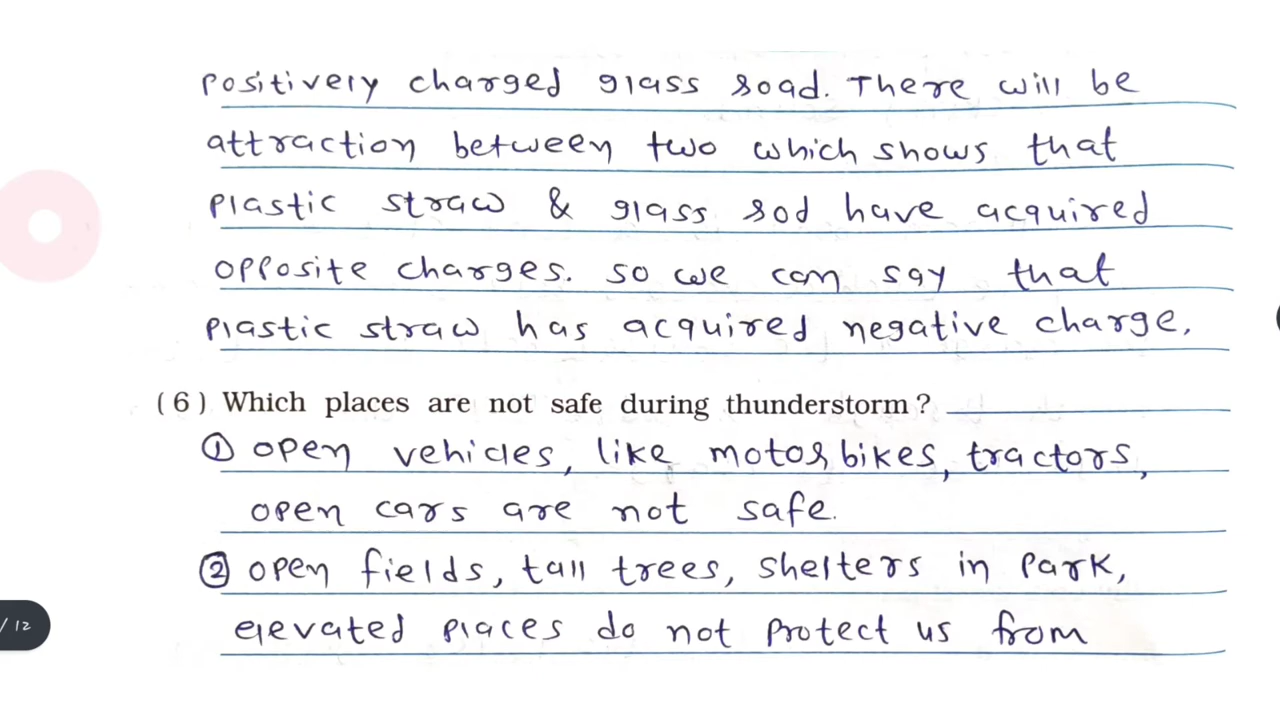 positively charged glass road. There will be
attraction between two which shows that
plastic straw & glass rod have acquired
opposite charges. so we can say that
plastic straw has acquired negative charge.
(6) Which places are not safe during thunderstorm?
① open vehicles, like motor bikes, tractors,
open cars are not safe.
② open fields, tall trees, shelters in park,
elevated places do not protect us from
/ 12